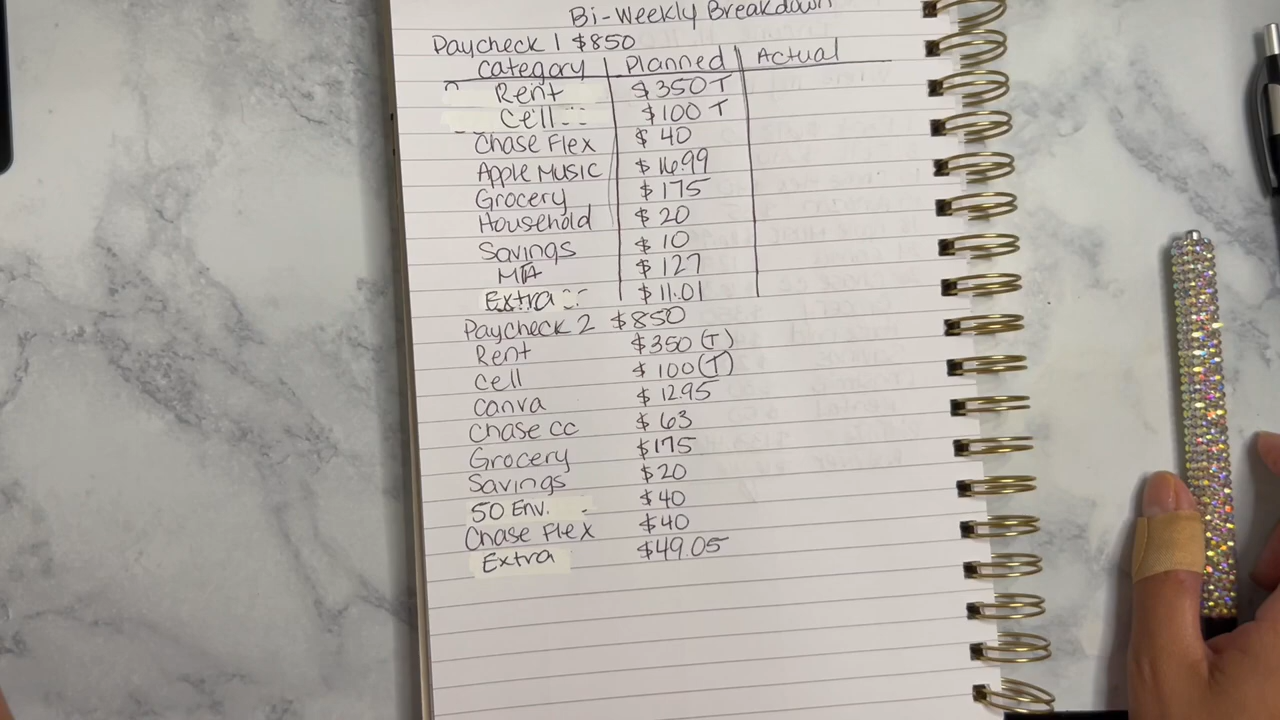 Bi-Weekly Breakdown
Paycheck 1 $850
Category Planned Actual
Rent $350 T
Cell $100 T
Chase Flex $40
Apple Music $16.99
Grocery $175
Household $20
Savings $10
MTA $127
Extra $11.01
Paycheck 2 $850
Rent $350 (T)
Cell $100 (T)
Canva $12.95
Chase CC $63
Grocery $175
Savings $20
50 Env. $40
Chase Flex $40
Extra $49.05